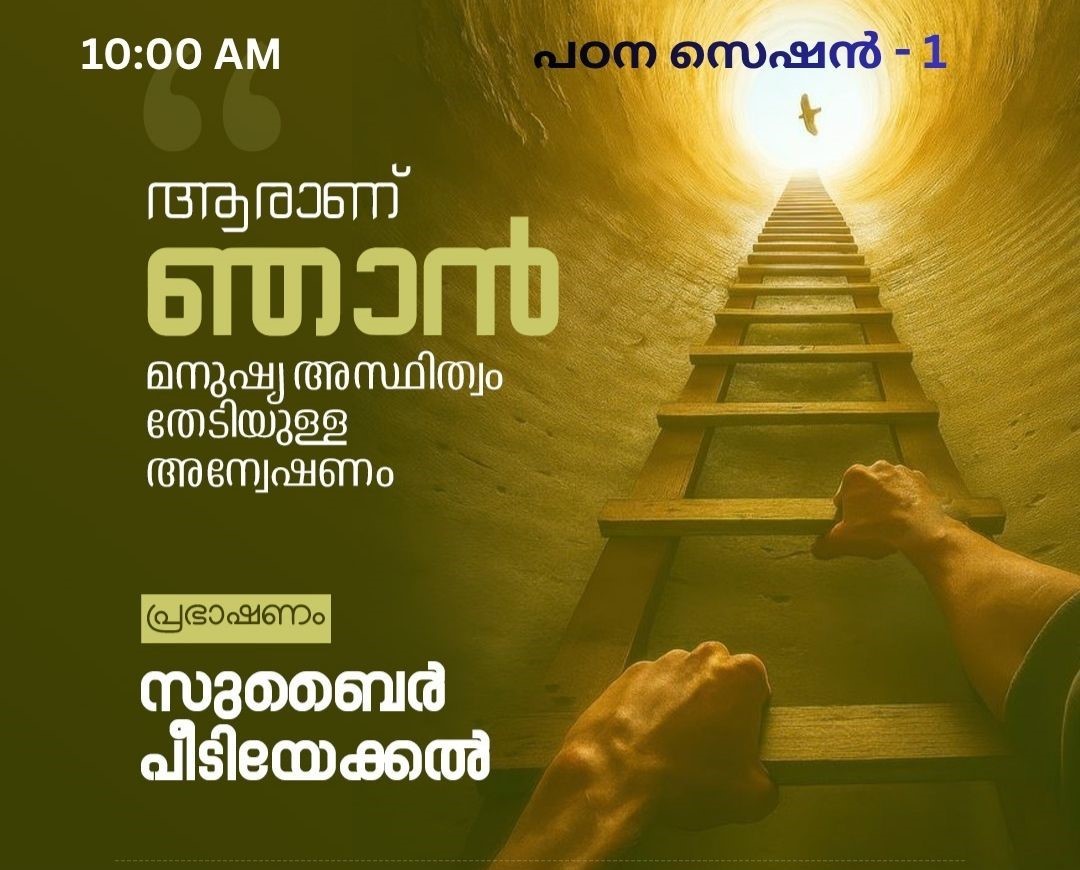 10:00 AM
പഠന സെഷൻ - 1
“
ആരാണ്
ഞാൻ
മനുഷ്യ അസ്ഥിത്വം
തേടിയുള്ള
അന്വേഷണം
പ്രഭാഷണം
സുബൈർ
പീടിയേക്കൽ